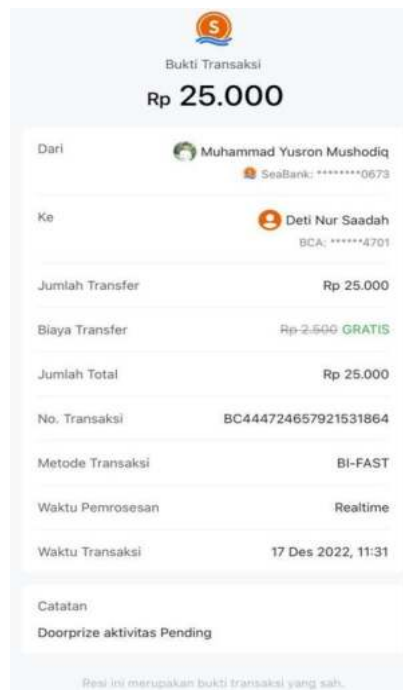 S
Bukti Transaksi
Rp 25.000
Dari Muhammad Yusron Mushodiq
SeaBank: ********0673
Ke Deti Nur Saadah
BCA: ******4701
Jumlah Transfer Rp 25.000
Biaya Transfer Rp 2.500 GRATIS
Jumlah Total Rp 25.000
No. Transaksi BC444724657921531864
Metode Transaksi BI-FAST
Waktu Pemrosesan Realtime
Waktu Transaksi 17 Des 2022, 11:31
Catatan
Doorprize aktivitas Pending
Resi ini merupakan bukti transaksi yang sah.